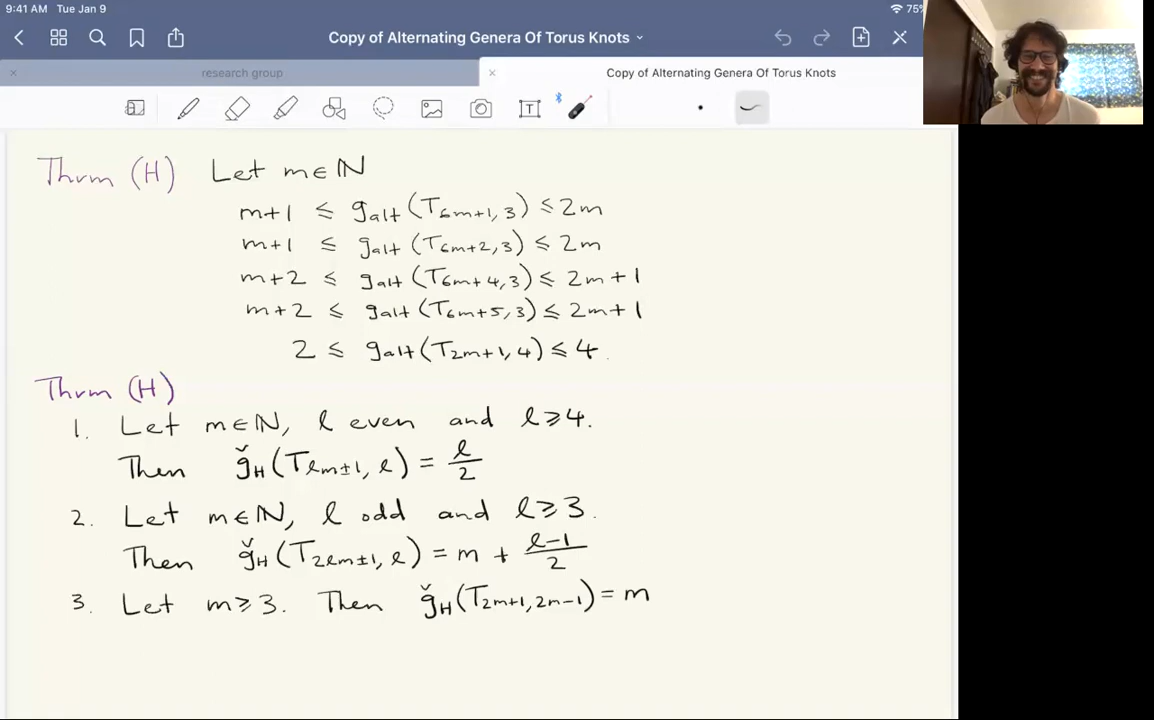 9:41 AM Tue Jan 9
75%
Copy of Alternating Genera Of Torus Knots
research group
Copy of Alternating Genera Of Torus Knots
T
Thrm (H) Let m∈ℕ
m+1 ≤ g_alt(T_{6m+1,3}) ≤ 2m
m+1 ≤ g_alt(T_{6m+2,3}) ≤ 2m
m+2 ≤ g_alt(T_{6m+4,3}) ≤ 2m+1
m+2 ≤ g_alt(T_{6m+5,3}) ≤ 2m+1
2 ≤ g_alt(T_{2m+1,4}) ≤ 4.
Thrm (H)
1. Let m∈ℕ, ℓ even and ℓ≥4.
Then ǧ_H(T_{ℓm±1,ℓ}) = ℓ/2
2. Let m∈ℕ, ℓ odd and ℓ≥3.
Then ǧ_H(T_{2ℓm±1,ℓ}) = m + (ℓ-1)/2
3. Let m≥3. Then ǧ_H(T_{2m+1,2m-1}) = m